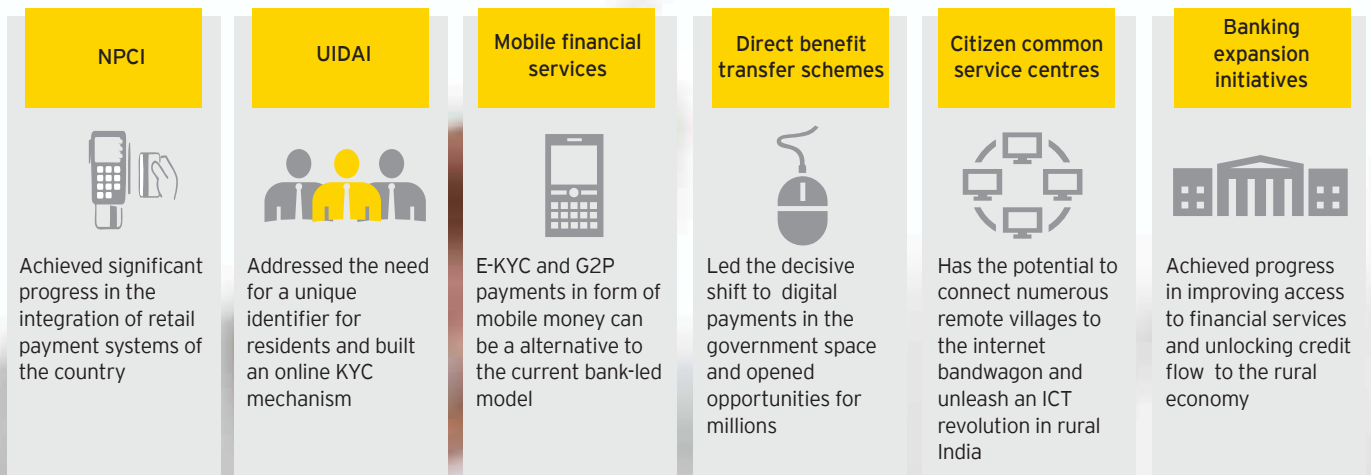 NPCI
Achieved significant
progress in the
integration of retail
payment systems of
the country
UIDAI
Addressed the need
for a unique
identifier for
residents and built
an online KYC
mechanism
Mobile financial
services
E-KYC and G2P
payments in form of
mobile money can
be a alternative to
the current bank-led
model
Direct benefit
transfer schemes
Led the decisive
shift to digital
payments in the
government space
and opened
opportunities for
millions
Citizen common
service centres
Has the potential to
connect numerous
remote villages to
the internet
bandwagon and
unleash an ICT
revolution in rural
India
Banking
expansion
initiatives
Achieved progress
in improving access
to financial services
and unlocking credit
flow to the rural
economy